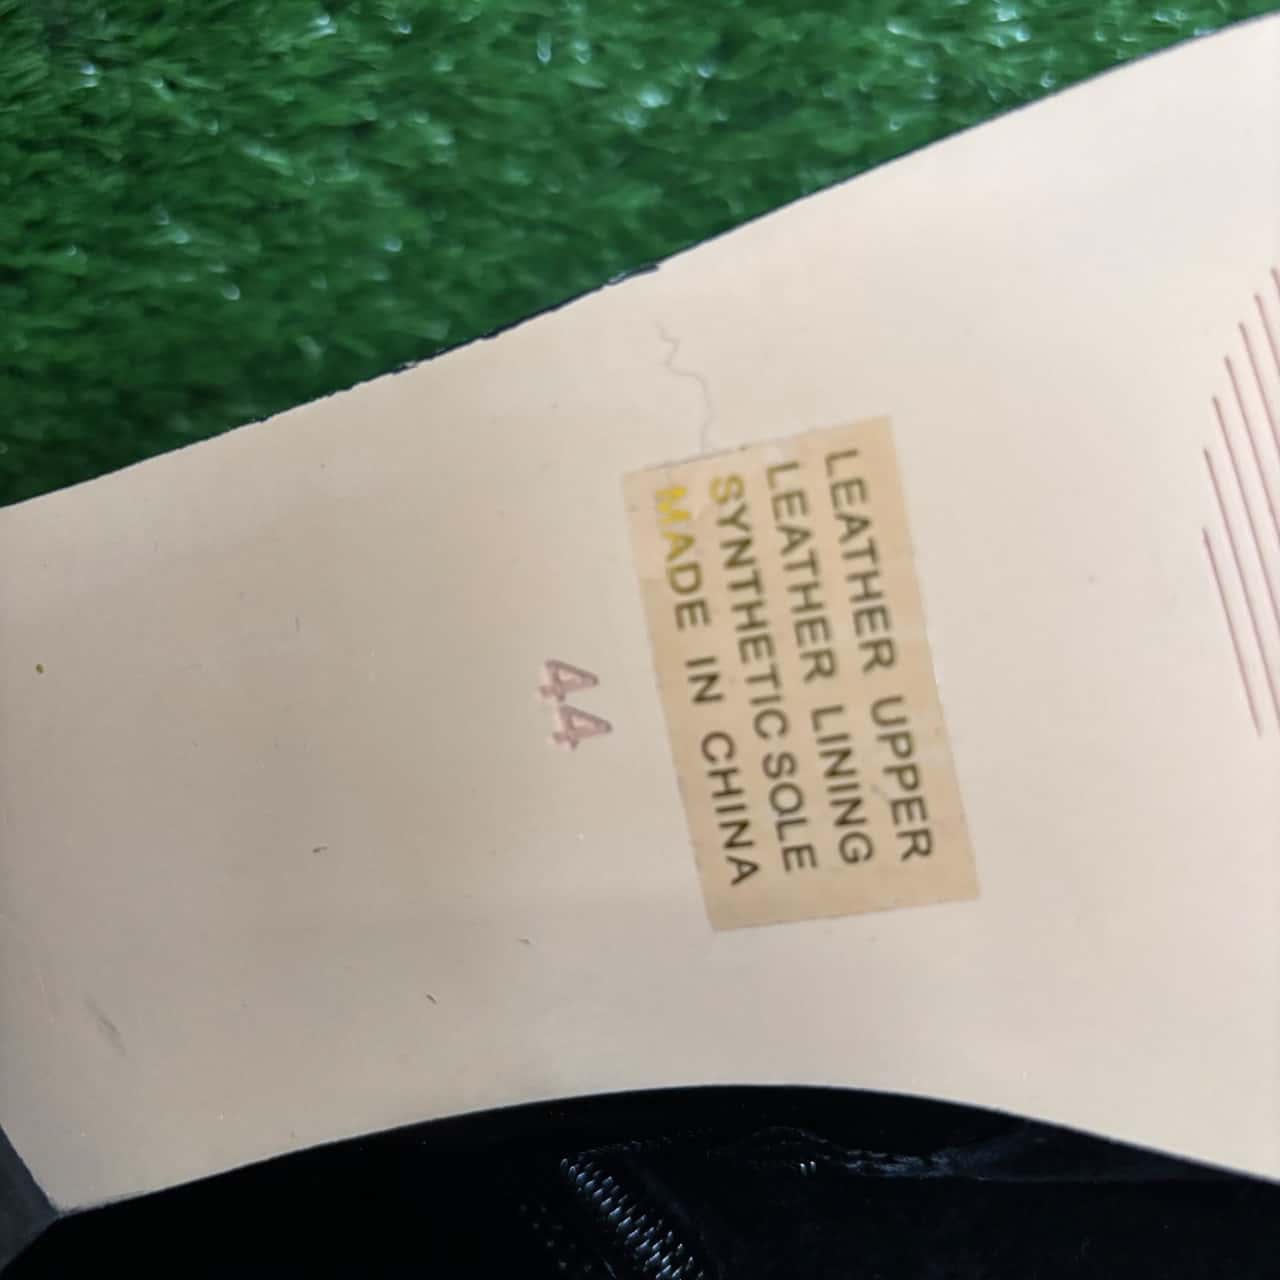 LEATHER UPPER
LEATHER LINING
SYNTHETIC SOLE
MADE IN CHINA
44